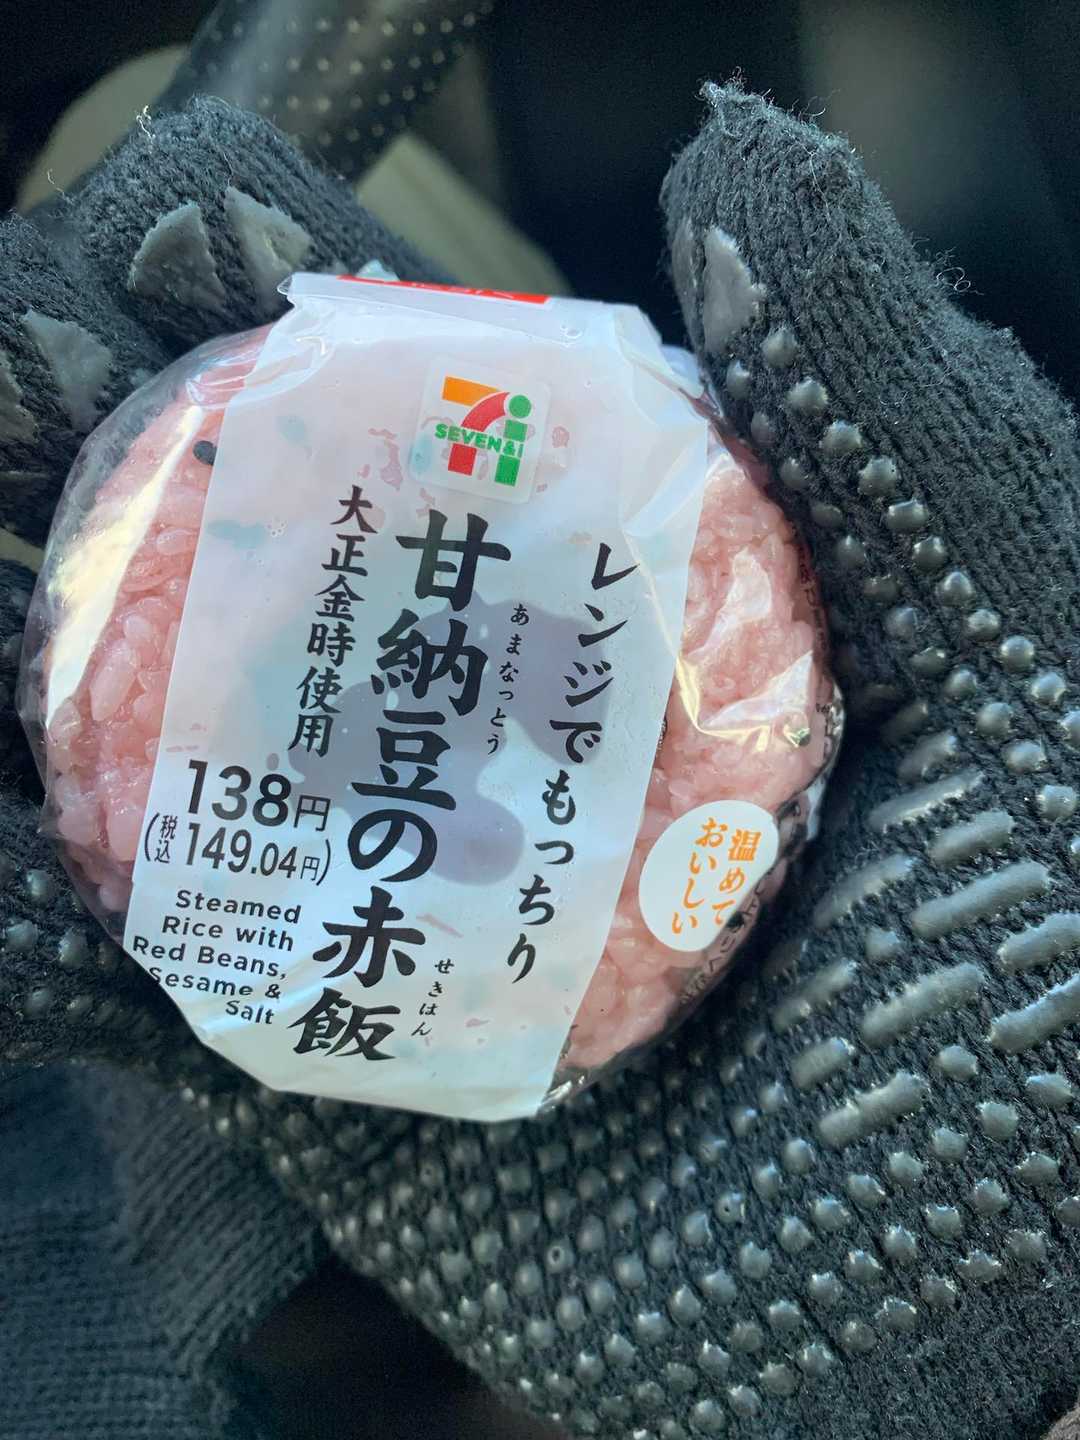 SEVEN&i
レンジでもっちり
甘納豆の赤飯
あまなっとう
せきはん
大正金時使用
138円
(税込149.04円)
Steamed
Rice with
Red Beans,
Sesame &
Salt
温めて
おいしい